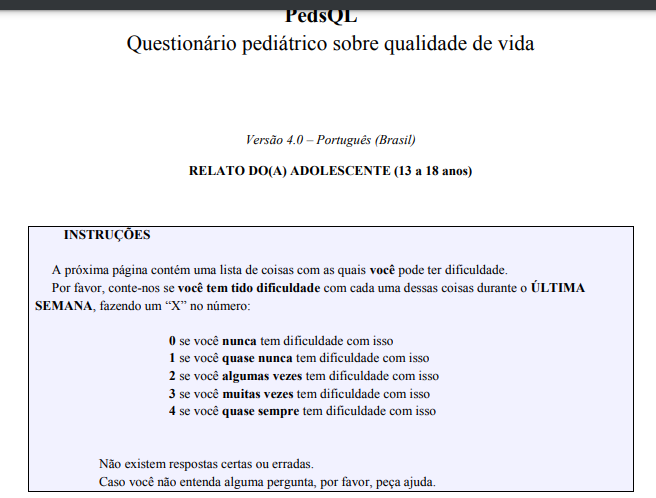 PedsQL
Questionário pediátrico sobre qualidade de vida
Versão 4.0 – Português (Brasil)
RELATO DO(A) ADOLESCENTE (13 a 18 anos)
INSTRUÇÕES
A próxima página contém uma lista de coisas com as quais você pode ter dificuldade.
Por favor, conte-nos se você tem tido dificuldade com cada uma dessas coisas durante o ÚLTIMA
SEMANA, fazendo um “X” no número:
0 se você nunca tem dificuldade com isso
1 se você quase nunca tem dificuldade com isso
2 se você algumas vezes tem dificuldade com isso
3 se você muitas vezes tem dificuldade com isso
4 se você quase sempre tem dificuldade com isso
Não existem respostas certas ou erradas.
Caso você não entenda alguma pergunta, por favor, peça ajuda.